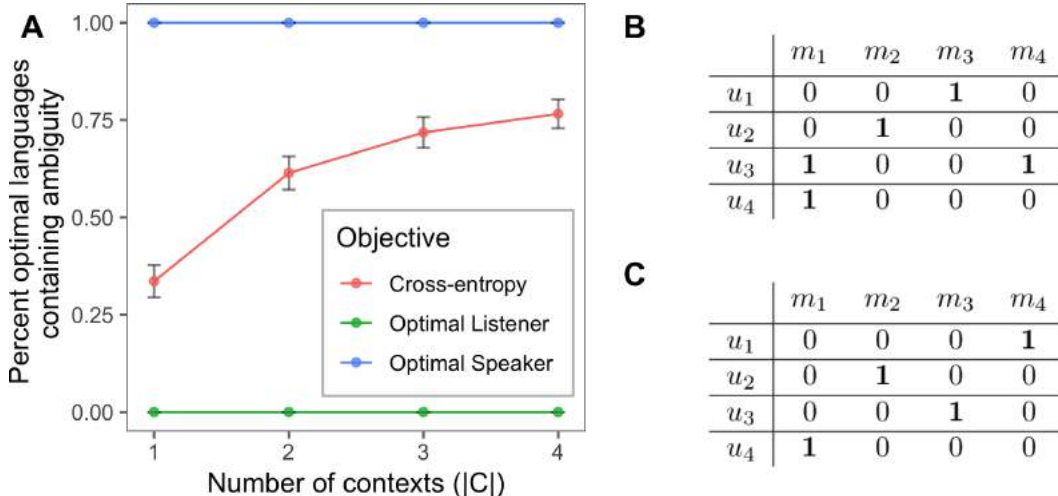 A
Percent optimal languages
containing ambiguity
1.00
0.75
0.50
0.25
0.00
1 2 3 4
Number of contexts (|C|)
Objective
Cross-entropy
Optimal Listener
Optimal Speaker
B
m1 m2 m3 m4
u1 0 0 1 0
u2 0 1 0 0
u3 1 0 0 1
u4 1 0 0 0
C
m1 m2 m3 m4
u1 0 0 0 1
u2 0 1 0 0
u3 0 0 1 0
u4 1 0 0 0